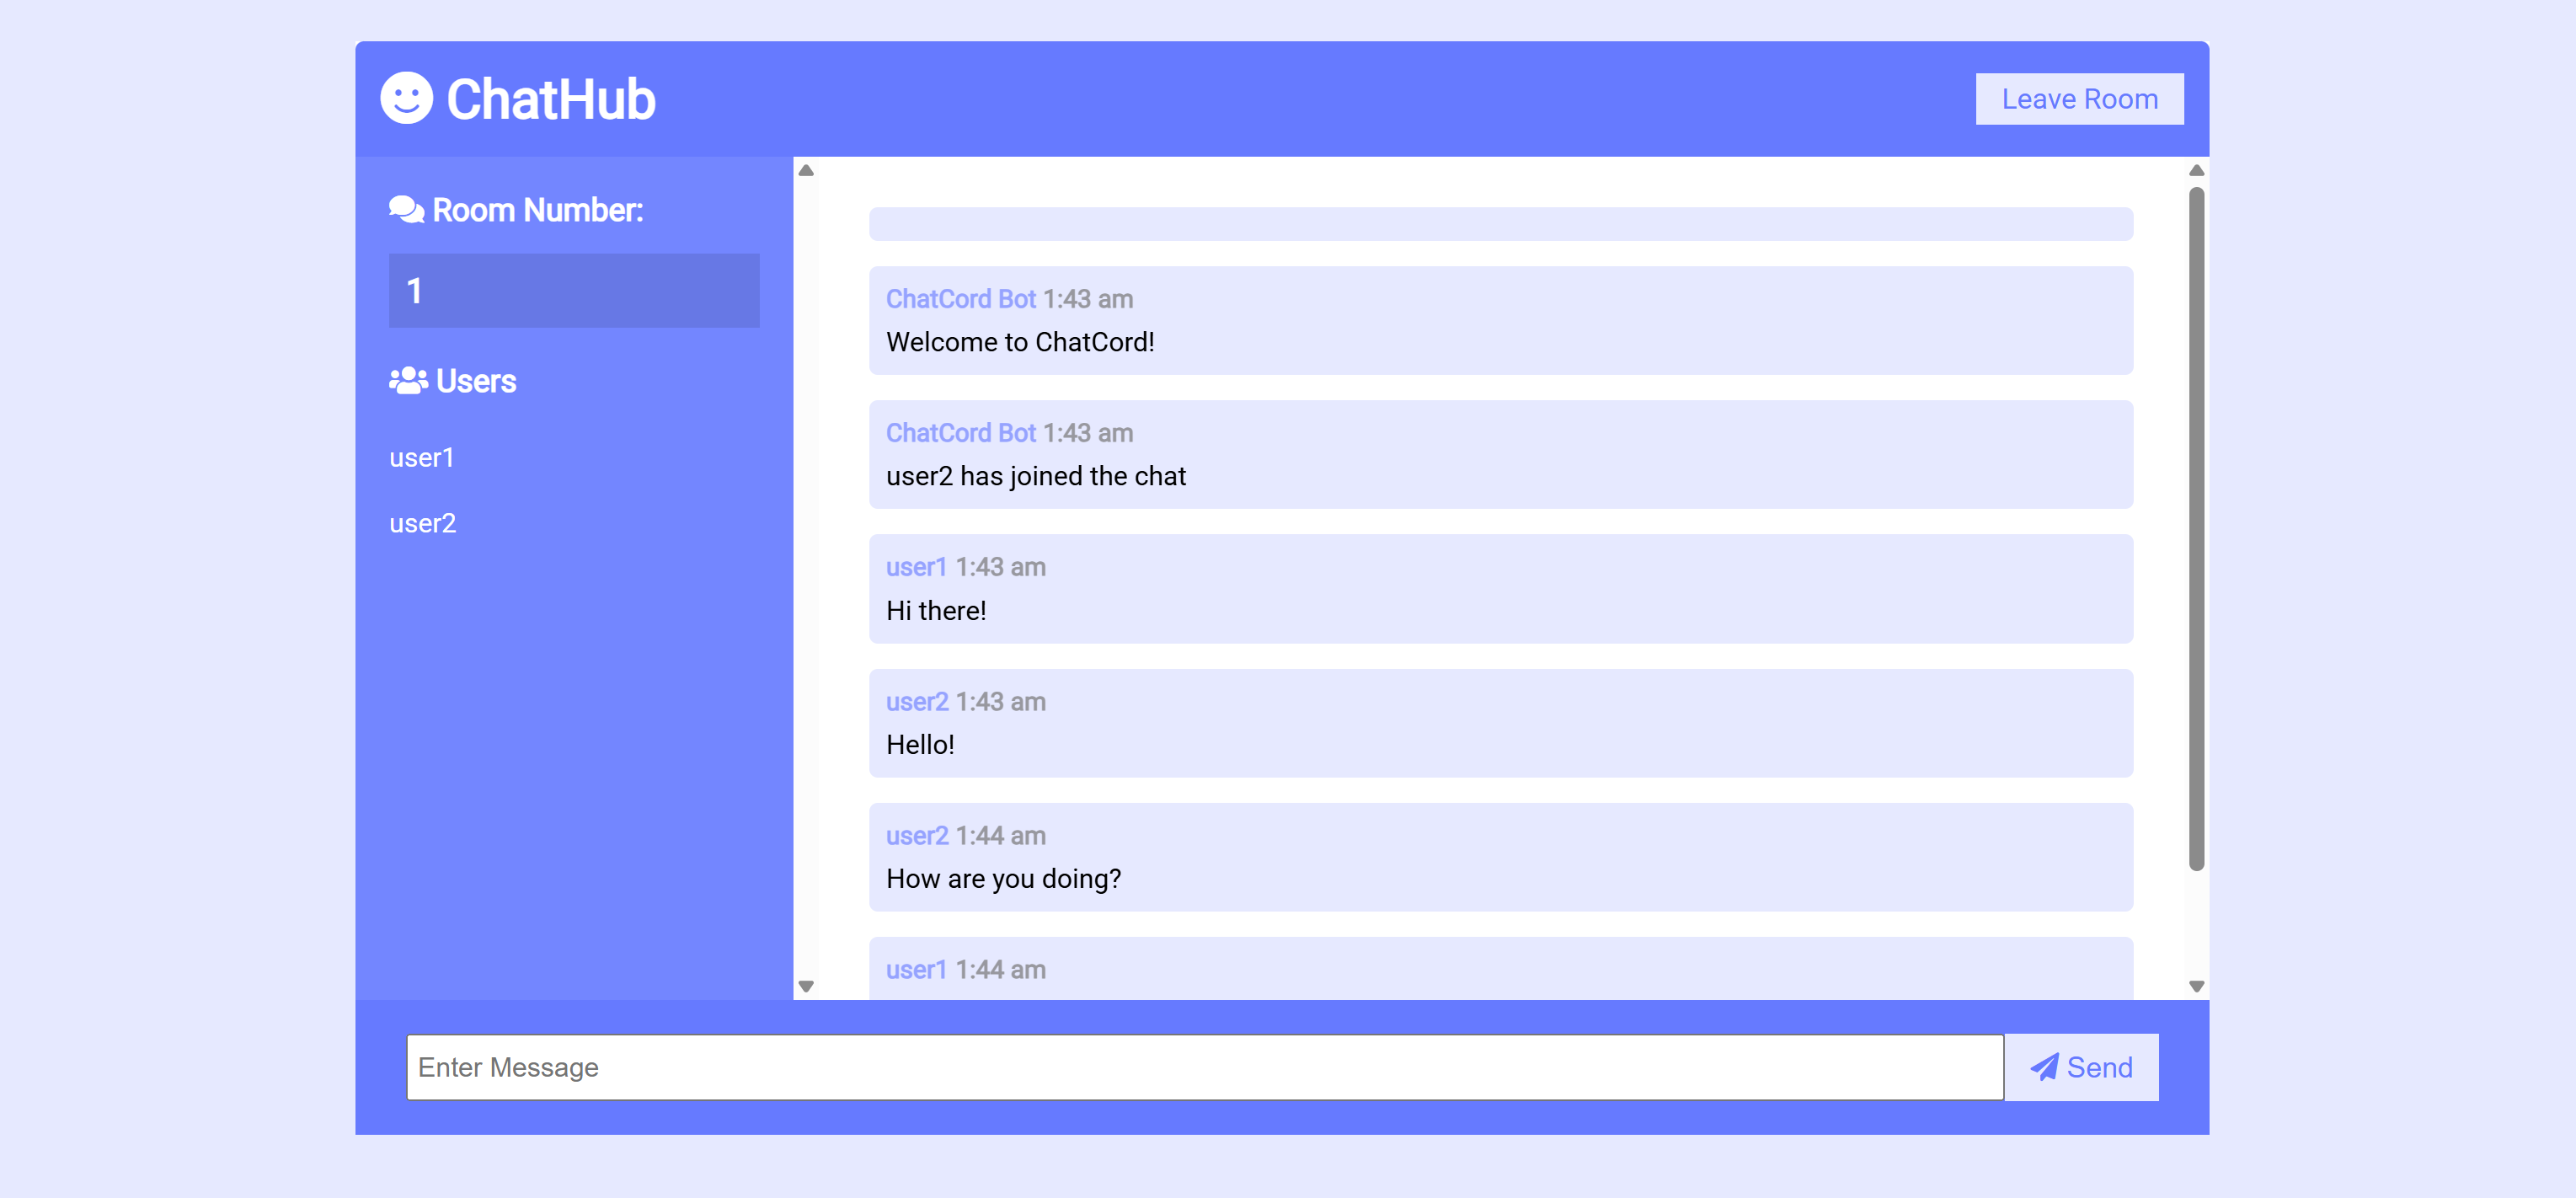 ChatHub
Leave Room
Room Number:
1
Users
user1
user2
ChatCord Bot 1:43 am
Welcome to ChatCord!
ChatCord Bot 1:43 am
user2 has joined the chat
user1 1:43 am
Hi there!
user2 1:43 am
Hello!
user2 1:44 am
How are you doing?
user1 1:44 am
Enter Message
Send